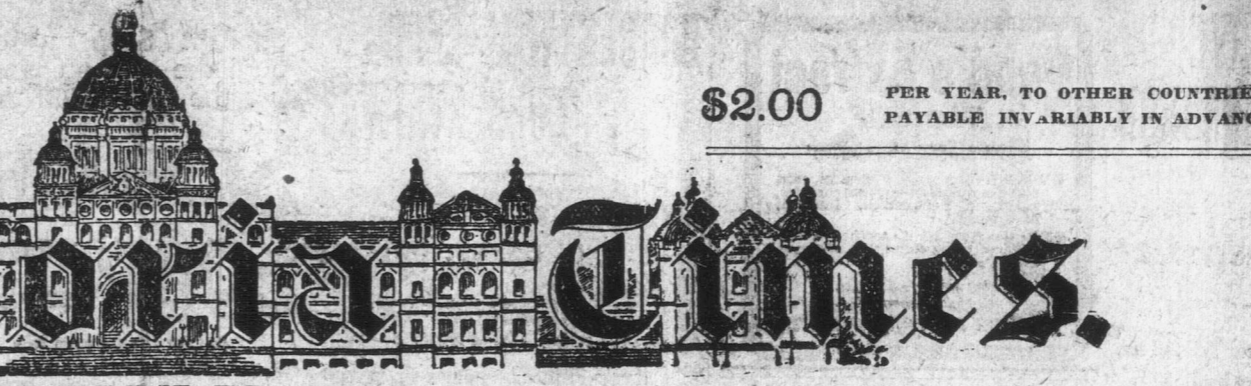 $2.00
PER YEAR, TO OTHER COUNTRIE
PAYABLE INVARIABLY IN ADVANC
oria Times.